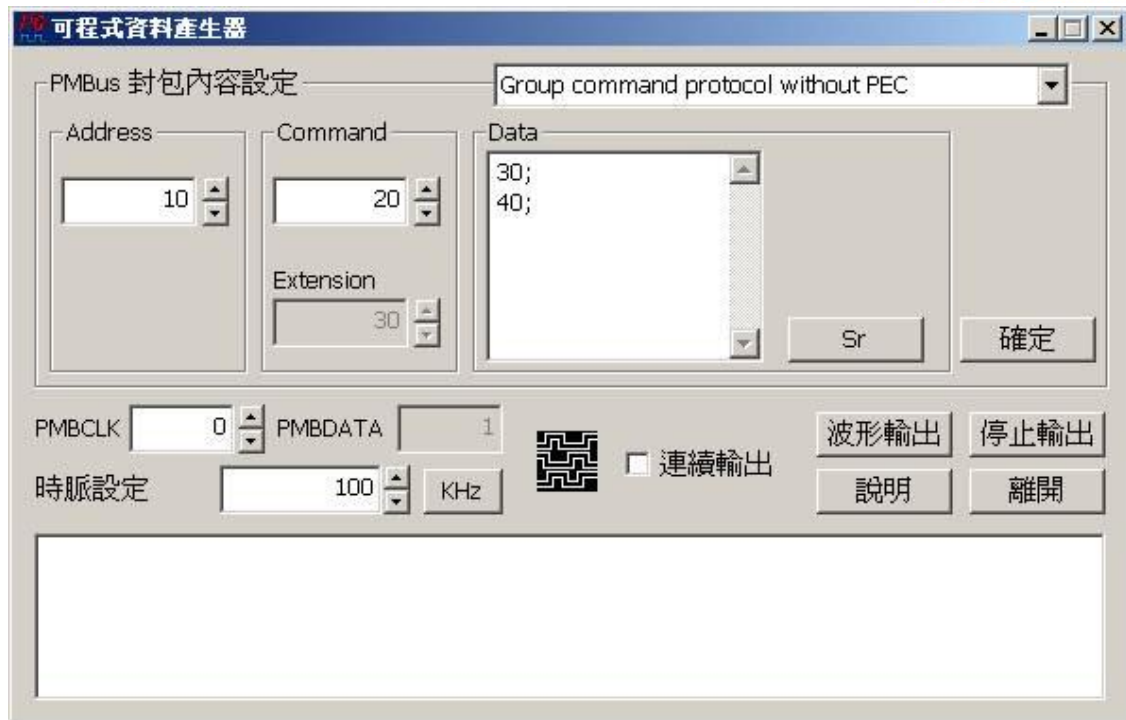 可程式資料產生器
PMBus 封包內容設定
Group command protocol without PEC
Address
Command
Data
10
20
30;
40;
Extension
30
Sr
確定
PMBCLK 0 PMBDATA 1
連續輸出
波形輸出
停止輸出
時脈設定 100 KHz
說明
離開